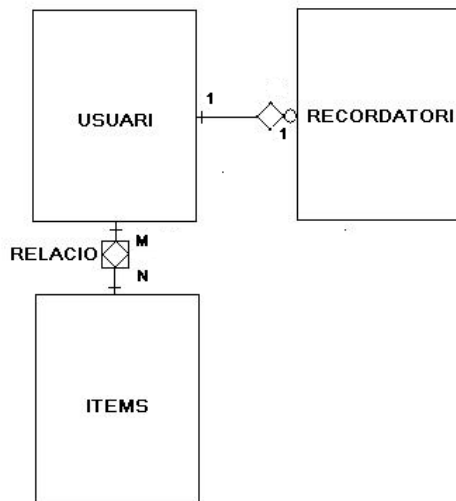 USUARI
1
1
RECORDATORI
RELACIO
M
N
ITEMS